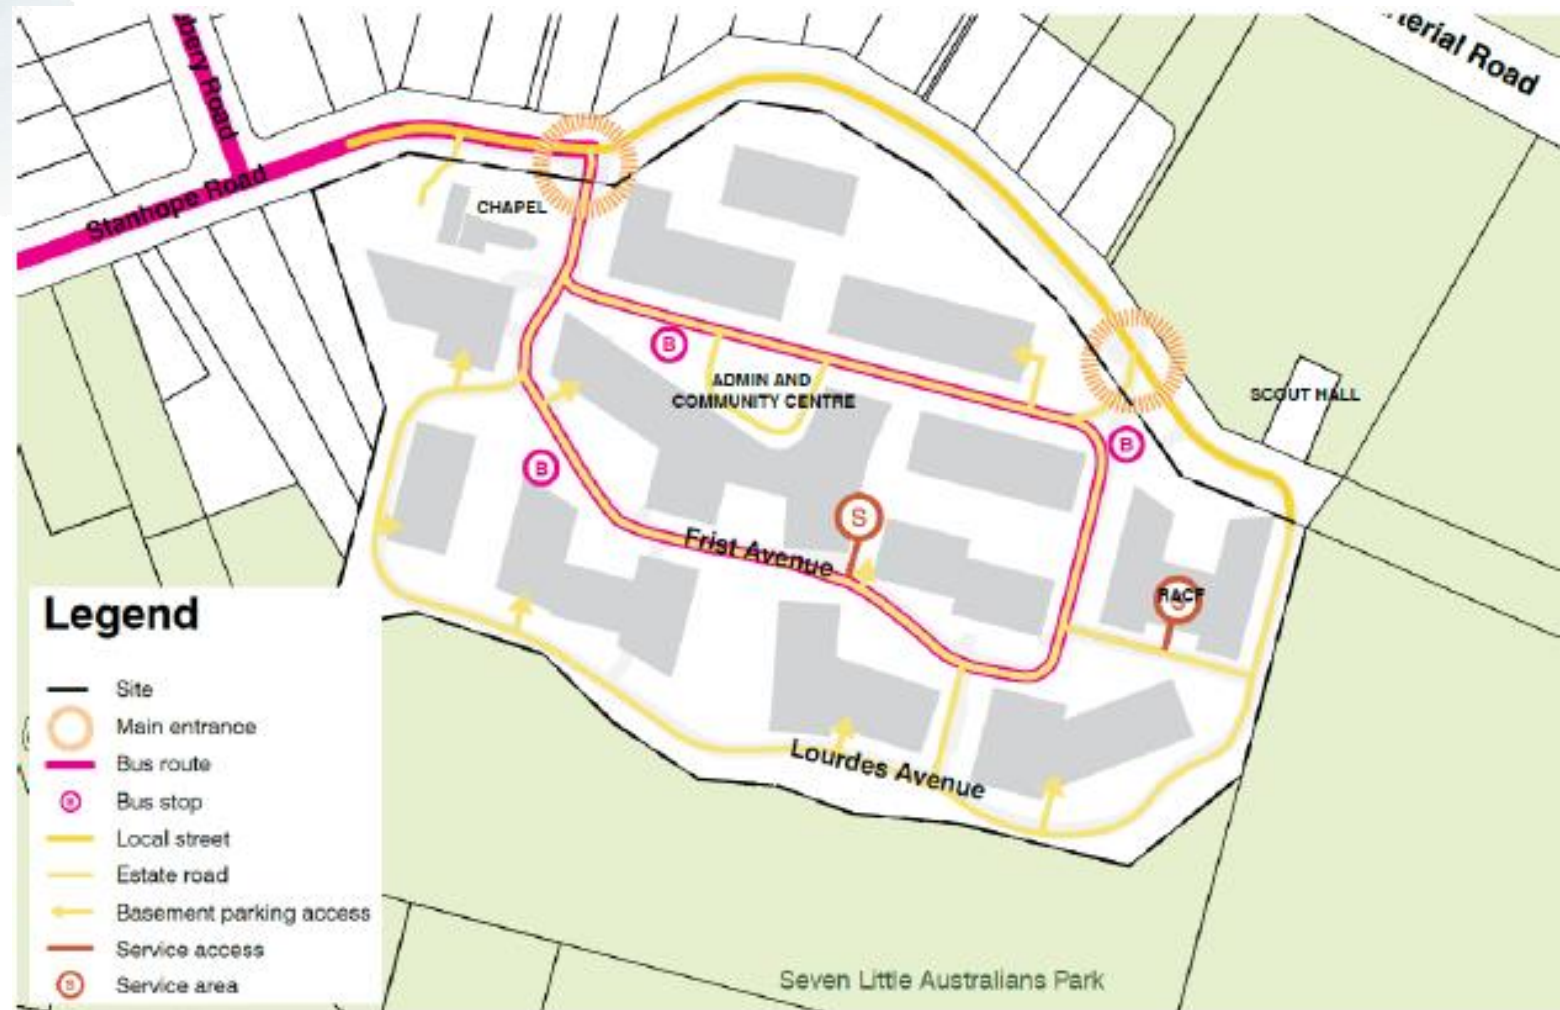 Stanhope Road
CHAPEL
B
ADMIN AND
COMMUNITY CENTRE
SCOUT HALL
B
B
S
Frist Avenue
RACF
S
Lourdes Avenue
Legend
Site
Main entrance
Bus route
B Bus stop
Local street
Estate road
Basement parking access
Service access
S Service area
Seven Little Australians Park
Road
Road